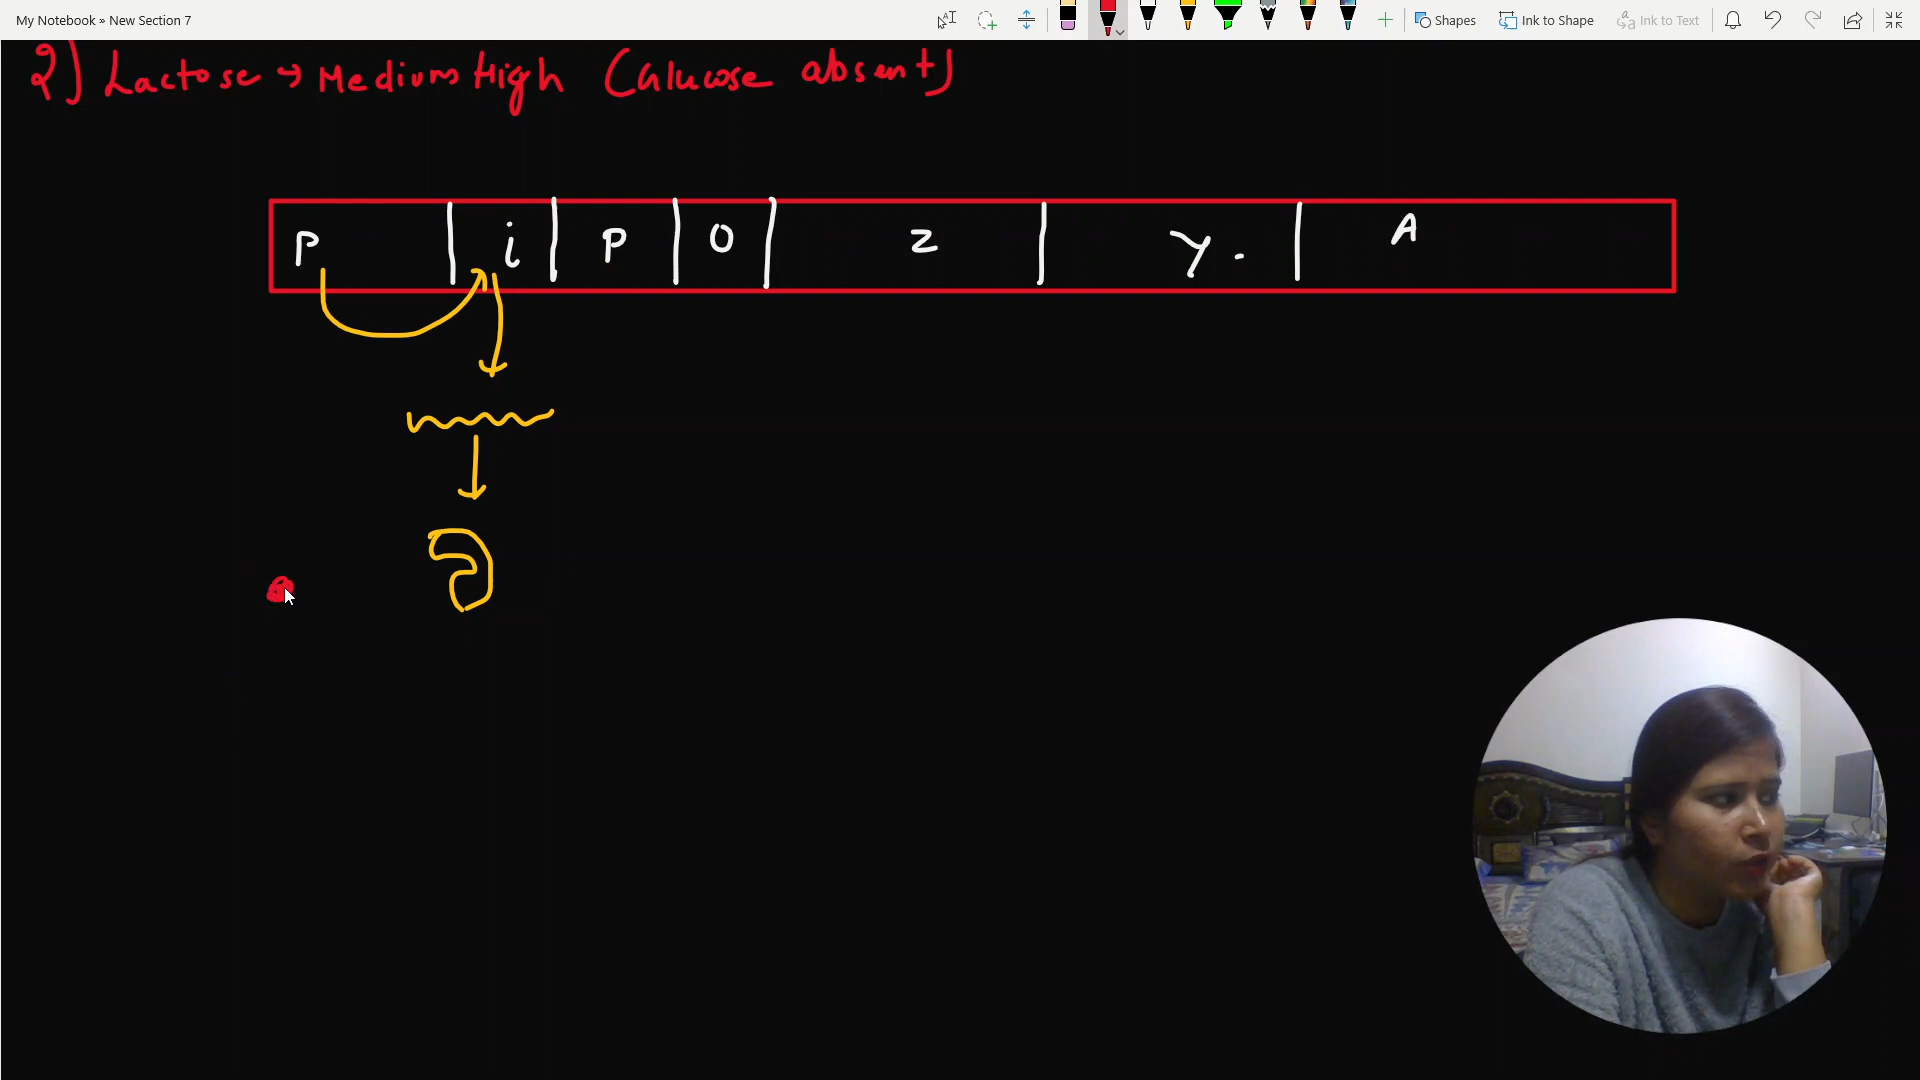 My Notebook » New Section 7
Shapes
Ink to Shape
Ink to Text
2) Lactose → Medium High (Glucose absent)
P i P O Z Y. A